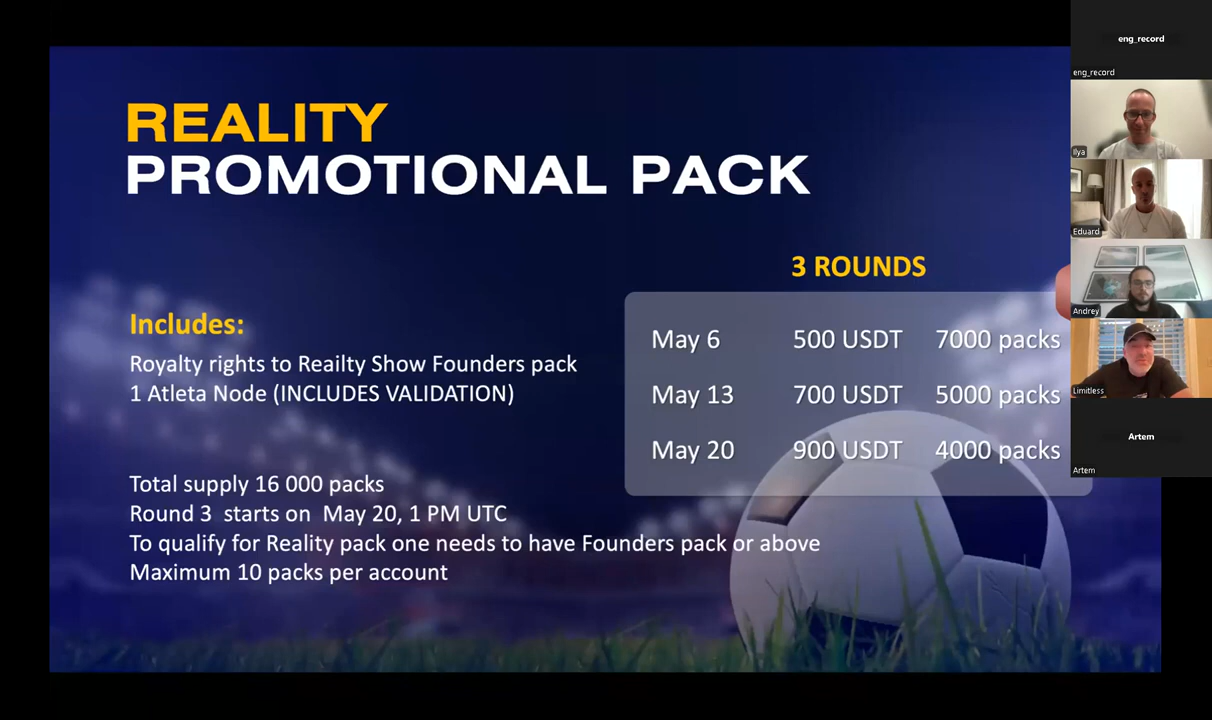 REALITY
PROMOTIONAL PACK
3 ROUNDS
May 6 500 USDT 7000 packs
May 13 700 USDT 5000 packs
May 20 900 USDT 4000 packs
Includes:
Royalty rights to Reailty Show Founders pack
1 Atleta Node (INCLUDES VALIDATION)
Total supply 16 000 packs
Round 3 starts on May 20, 1 PM UTC
To qualify for Reality pack one needs to have Founders pack or above
Maximum 10 packs per account
eng_record
eng_record
Ilya
Eduard
Andrey
Limitless
Artem
Artem